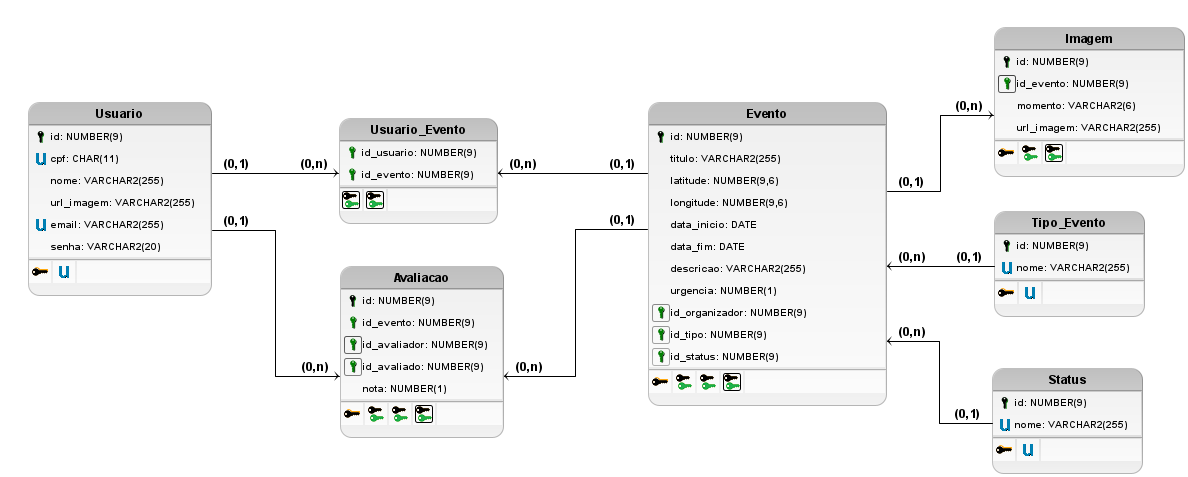 Usuario
id: NUMBER(9)
cpf: CHAR(11)
nome: VARCHAR2(255)
url_imagem: VARCHAR2(255)
email: VARCHAR2(255)
senha: VARCHAR2(20)
(0,1)
(0,n)
(0,1)
(0,n)
Usuario_Evento
id_usuario: NUMBER(9)
id_evento: NUMBER(9)
(0,n)
(0,1)
Avaliacao
id: NUMBER(9)
id_evento: NUMBER(9)
id_avaliador: NUMBER(9)
id_avaliado: NUMBER(9)
nota: NUMBER(1)
(0,n)
(0,1)
Evento
id: NUMBER(9)
titulo: VARCHAR2(255)
latitude: NUMBER(9,6)
longitude: NUMBER(9,6)
data_inicio: DATE
data_fim: DATE
descricao: VARCHAR2(255)
urgencia: NUMBER(1)
id_organizador: NUMBER(9)
id_tipo: NUMBER(9)
id_status: NUMBER(9)
(0,1)
(0,n)
Imagem
id: NUMBER(9)
id_evento: NUMBER(9)
momento: VARCHAR2(6)
url_imagem: VARCHAR2(255)
(0,n)
(0,1)
Tipo_Evento
id: NUMBER(9)
nome: VARCHAR2(255)
(0,n)
(0,1)
Status
id: NUMBER(9)
nome: VARCHAR2(255)